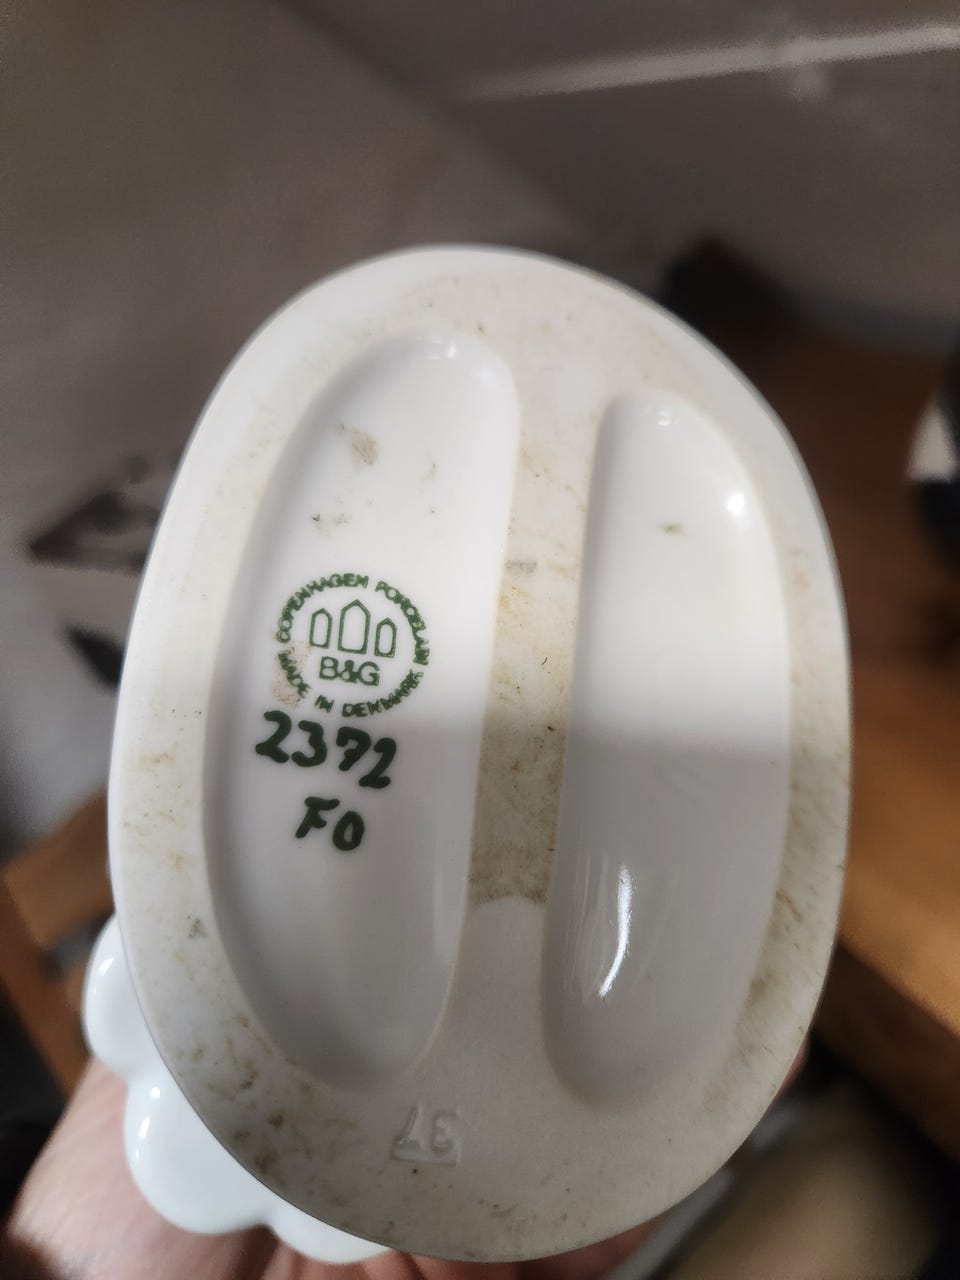 COPENHAGEN PORCELAIN
B&G
MADE IN DENMARK
2372
FO
37